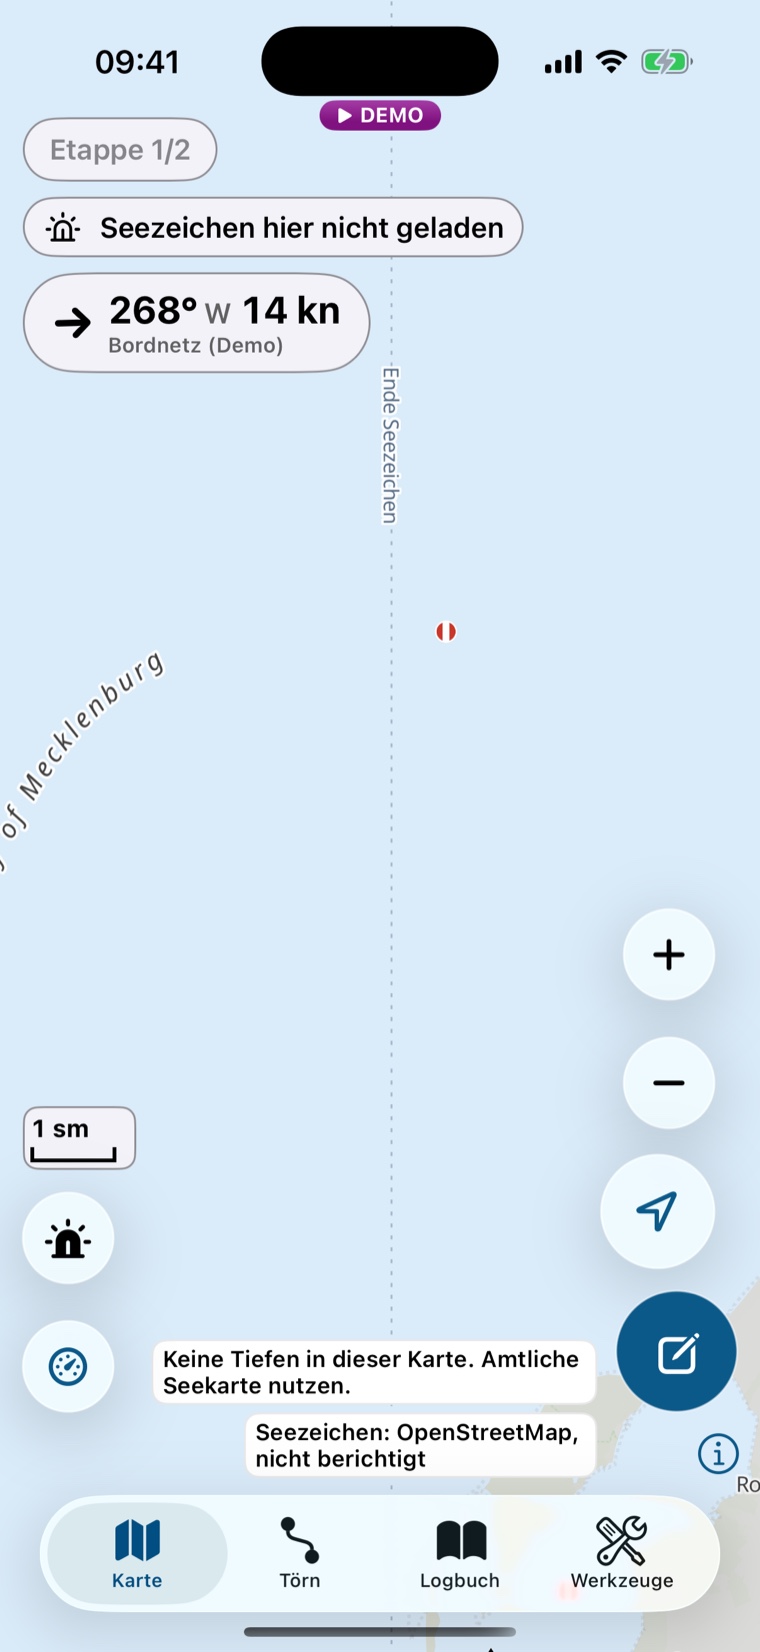 09:41
DEMO
Etappe 1/2
Seezeichen hier nicht geladen
268° W 14 kn
Bordnetz (Demo)
Ende Seezeichen
of Mecklenburg
1 sm
Keine Tiefen in dieser Karte. Amtliche
Seekarte nutzen.
Seezeichen: OpenStreetMap,
nicht berichtigt
Ro
Karte
Törn
Logbuch
Werkzeuge